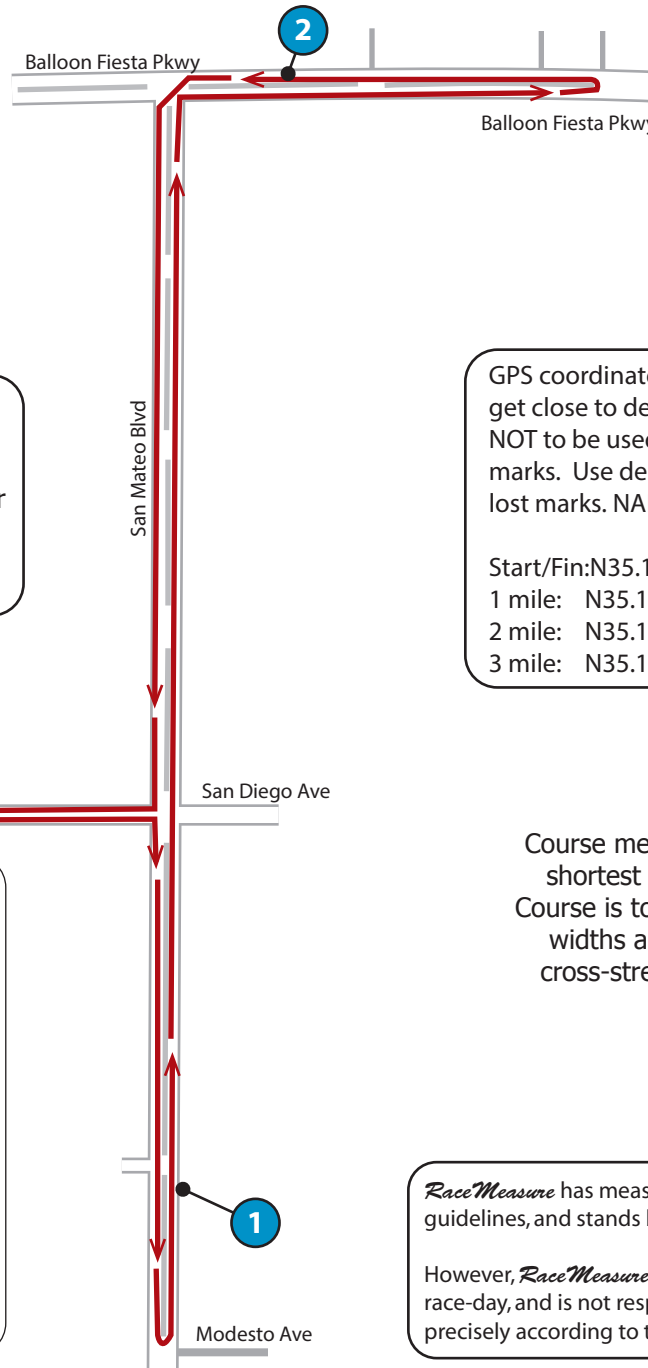 2
Balloon Fiesta Pkwy
Balloon Fiesta Pkwy
San Mateo Blvd
GPS coordinate
get close to de
NOT to be used
marks. Use de
lost marks. NA
Start/Fin:N35.1
1 mile: N35.1
2 mile: N35.1
3 mile: N35.1
r
San Diego Ave
Course me
shortest
Course is to
widths a
cross-stre
1
RaceMeasure has meas
guidelines, and stands
However, RaceMeasure
race-day, and is not resp
precisely according to t
Modesto Ave